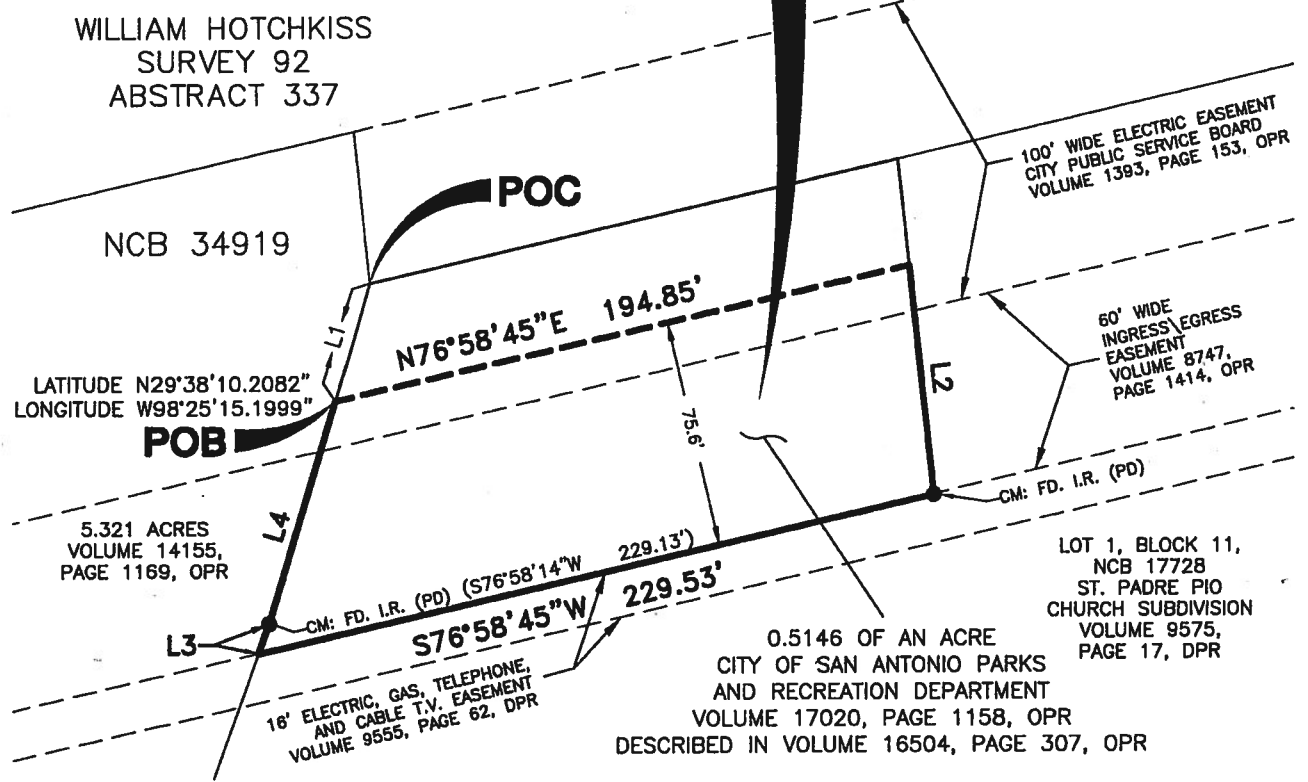 WILLIAM HOTCHKISS
SURVEY 92
ABSTRACT 337
100' WIDE ELECTRIC EASEMENT
CITY PUBLIC SERVICE BOARD
VOLUME 1393, PAGE 153, OPR
POC
NCB 34919
L1
N76°58'45"E 194.85'
60' WIDE
INGRESS\EGRESS
EASEMENT
VOLUME 8747,
PAGE 1414, OPR
LATITUDE N29°38'10.2082"
LONGITUDE W98°25'15.1999"
POB
L2
75.6'
CM: FD. I.R. (PD)
5.321 ACRES
VOLUME 14155,
PAGE 1169, OPR
L4
LOT 1, BLOCK 11,
NCB 17728
ST. PADRE PIO
CHURCH SUBDIVISION
VOLUME 9575,
PAGE 17, DPR
CM: FD. I.R. (PD) (S76°58'14"W 229.13')
S76°58'45"W 229.53'
L3
16' ELECTRIC, GAS, TELEPHONE,
AND CABLE T.V. EASEMENT
VOLUME 9555, PAGE 62, DPR
0.5146 OF AN ACRE
CITY OF SAN ANTONIO PARKS
AND RECREATION DEPARTMENT
VOLUME 17020, PAGE 1158, OPR
DESCRIBED IN VOLUME 16504, PAGE 307, OPR